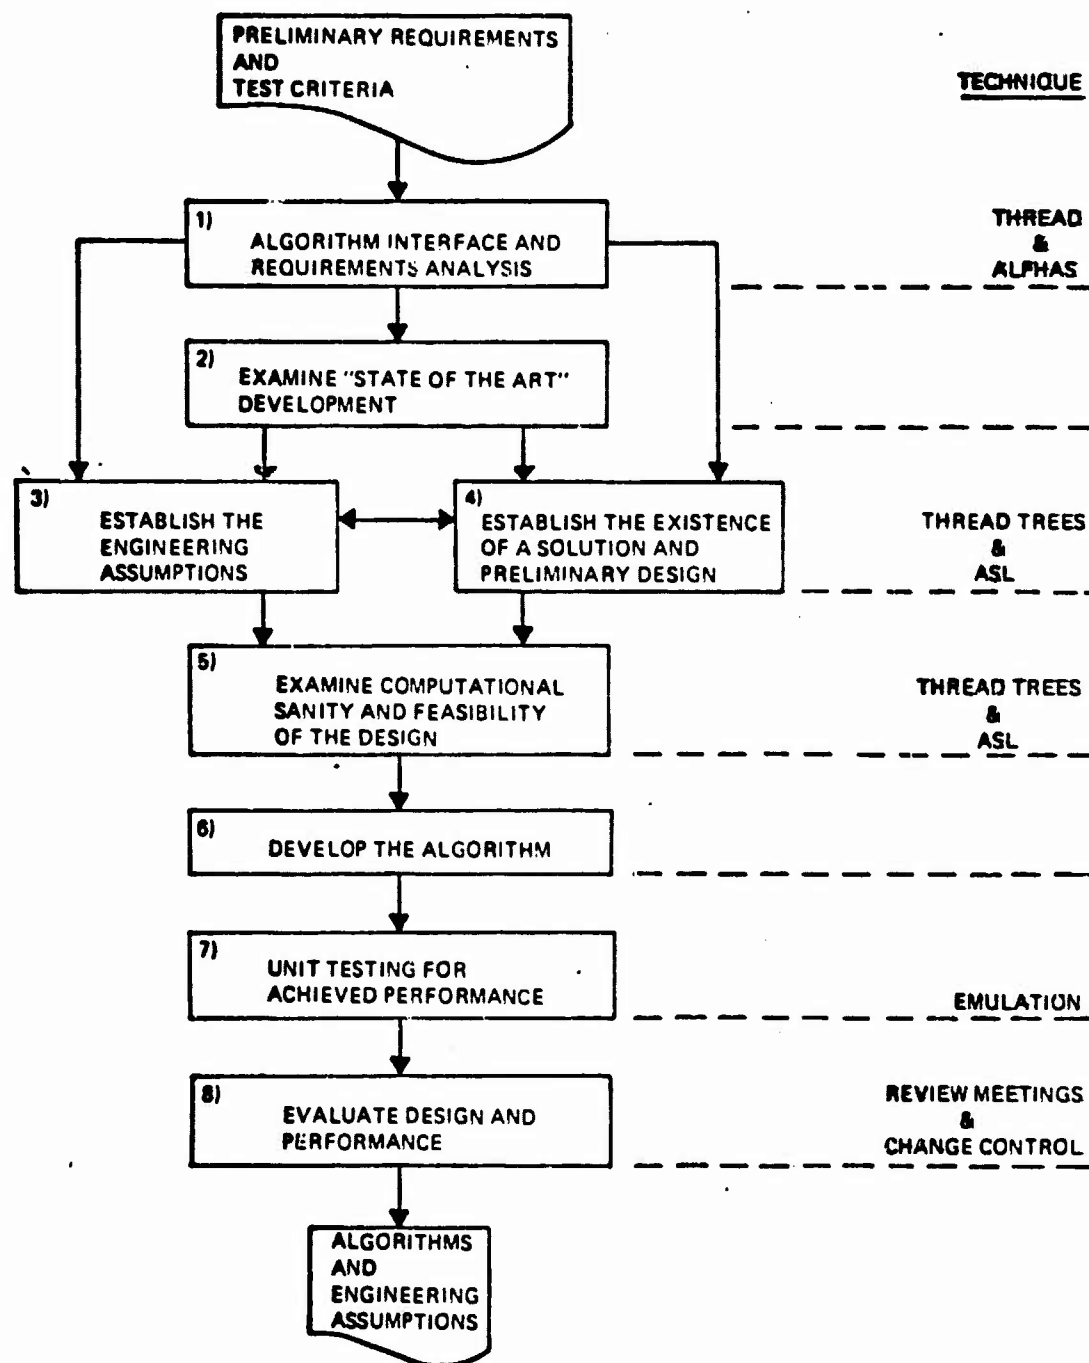 PRELIMINARY REQUIREMENTS
AND
TEST CRITERIA
TECHNIQUE
1)
ALGORITHM INTERFACE AND
REQUIREMENTS ANALYSIS
THREAD
&
ALPHAS
2)
EXAMINE "STATE OF THE ART"
DEVELOPMENT
3)
ESTABLISH THE
ENGINEERING
ASSUMPTIONS
4)
ESTABLISH THE EXISTENCE
OF A SOLUTION AND
PRELIMINARY DESIGN
THREAD TREES
&
ASL
5)
EXAMINE COMPUTATIONAL
SANITY AND FEASIBILITY
OF THE DESIGN
THREAD TREES
&
ASL
6)
DEVELOP THE ALGORITHM
7)
UNIT TESTING FOR
ACHIEVED PERFORMANCE
EMULATION
8)
EVALUATE DESIGN AND
PERFORMANCE
REVIEW MEETINGS
&
CHANGE CONTROL
ALGORITHMS
AND
ENGINEERING
ASSUMPTIONS